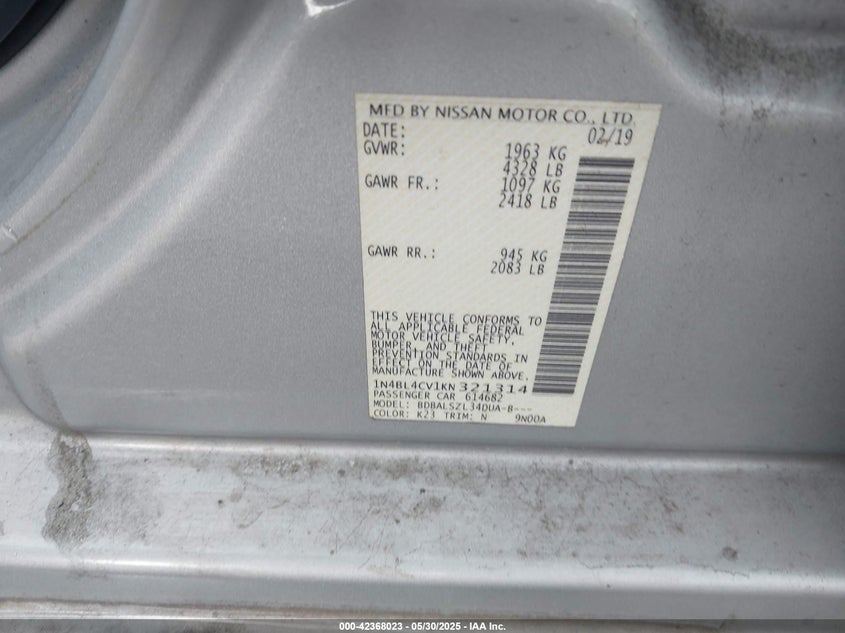 MFD BY NISSAN MOTOR CO., LTD.
DATE: 02/19
GVWR: 1963 KG
4328 LB
GAWR FR.: 1097 KG
2418 LB
GAWR RR.: 945 KG
2083 LB
THIS VEHICLE CONFORMS TO
ALL APPLICABLE FEDERAL
MOTOR VEHICLE SAFETY,
BUMPER, AND THEFT
PREVENTION STANDARDS IN
EFFECT ON THE DATE OF
MANUFACTURE SHOWN ABOVE.
1N4BL4CV1KN321314
PASSENGER CAR 614682
MODEL: BDBALSZL34DUA-B---
COLOR: K23 TRIM: N 9N00A
000-42368023 — 05/30/2025 — IAA Inc.